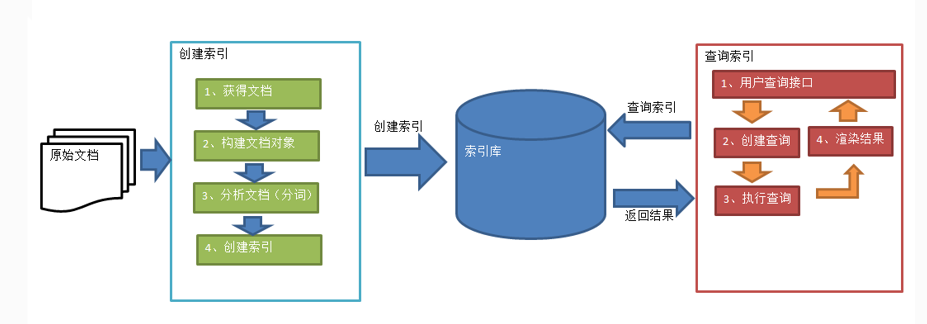 原始文档
创建索引
1、获得文档
2、构建文档对象
3、分析文档（分词）
4、创建索引
创建索引
索引库
查询索引
返回结果
查询索引
1、用户查询接口
2、创建查询
3、执行查询
4、渲染结果